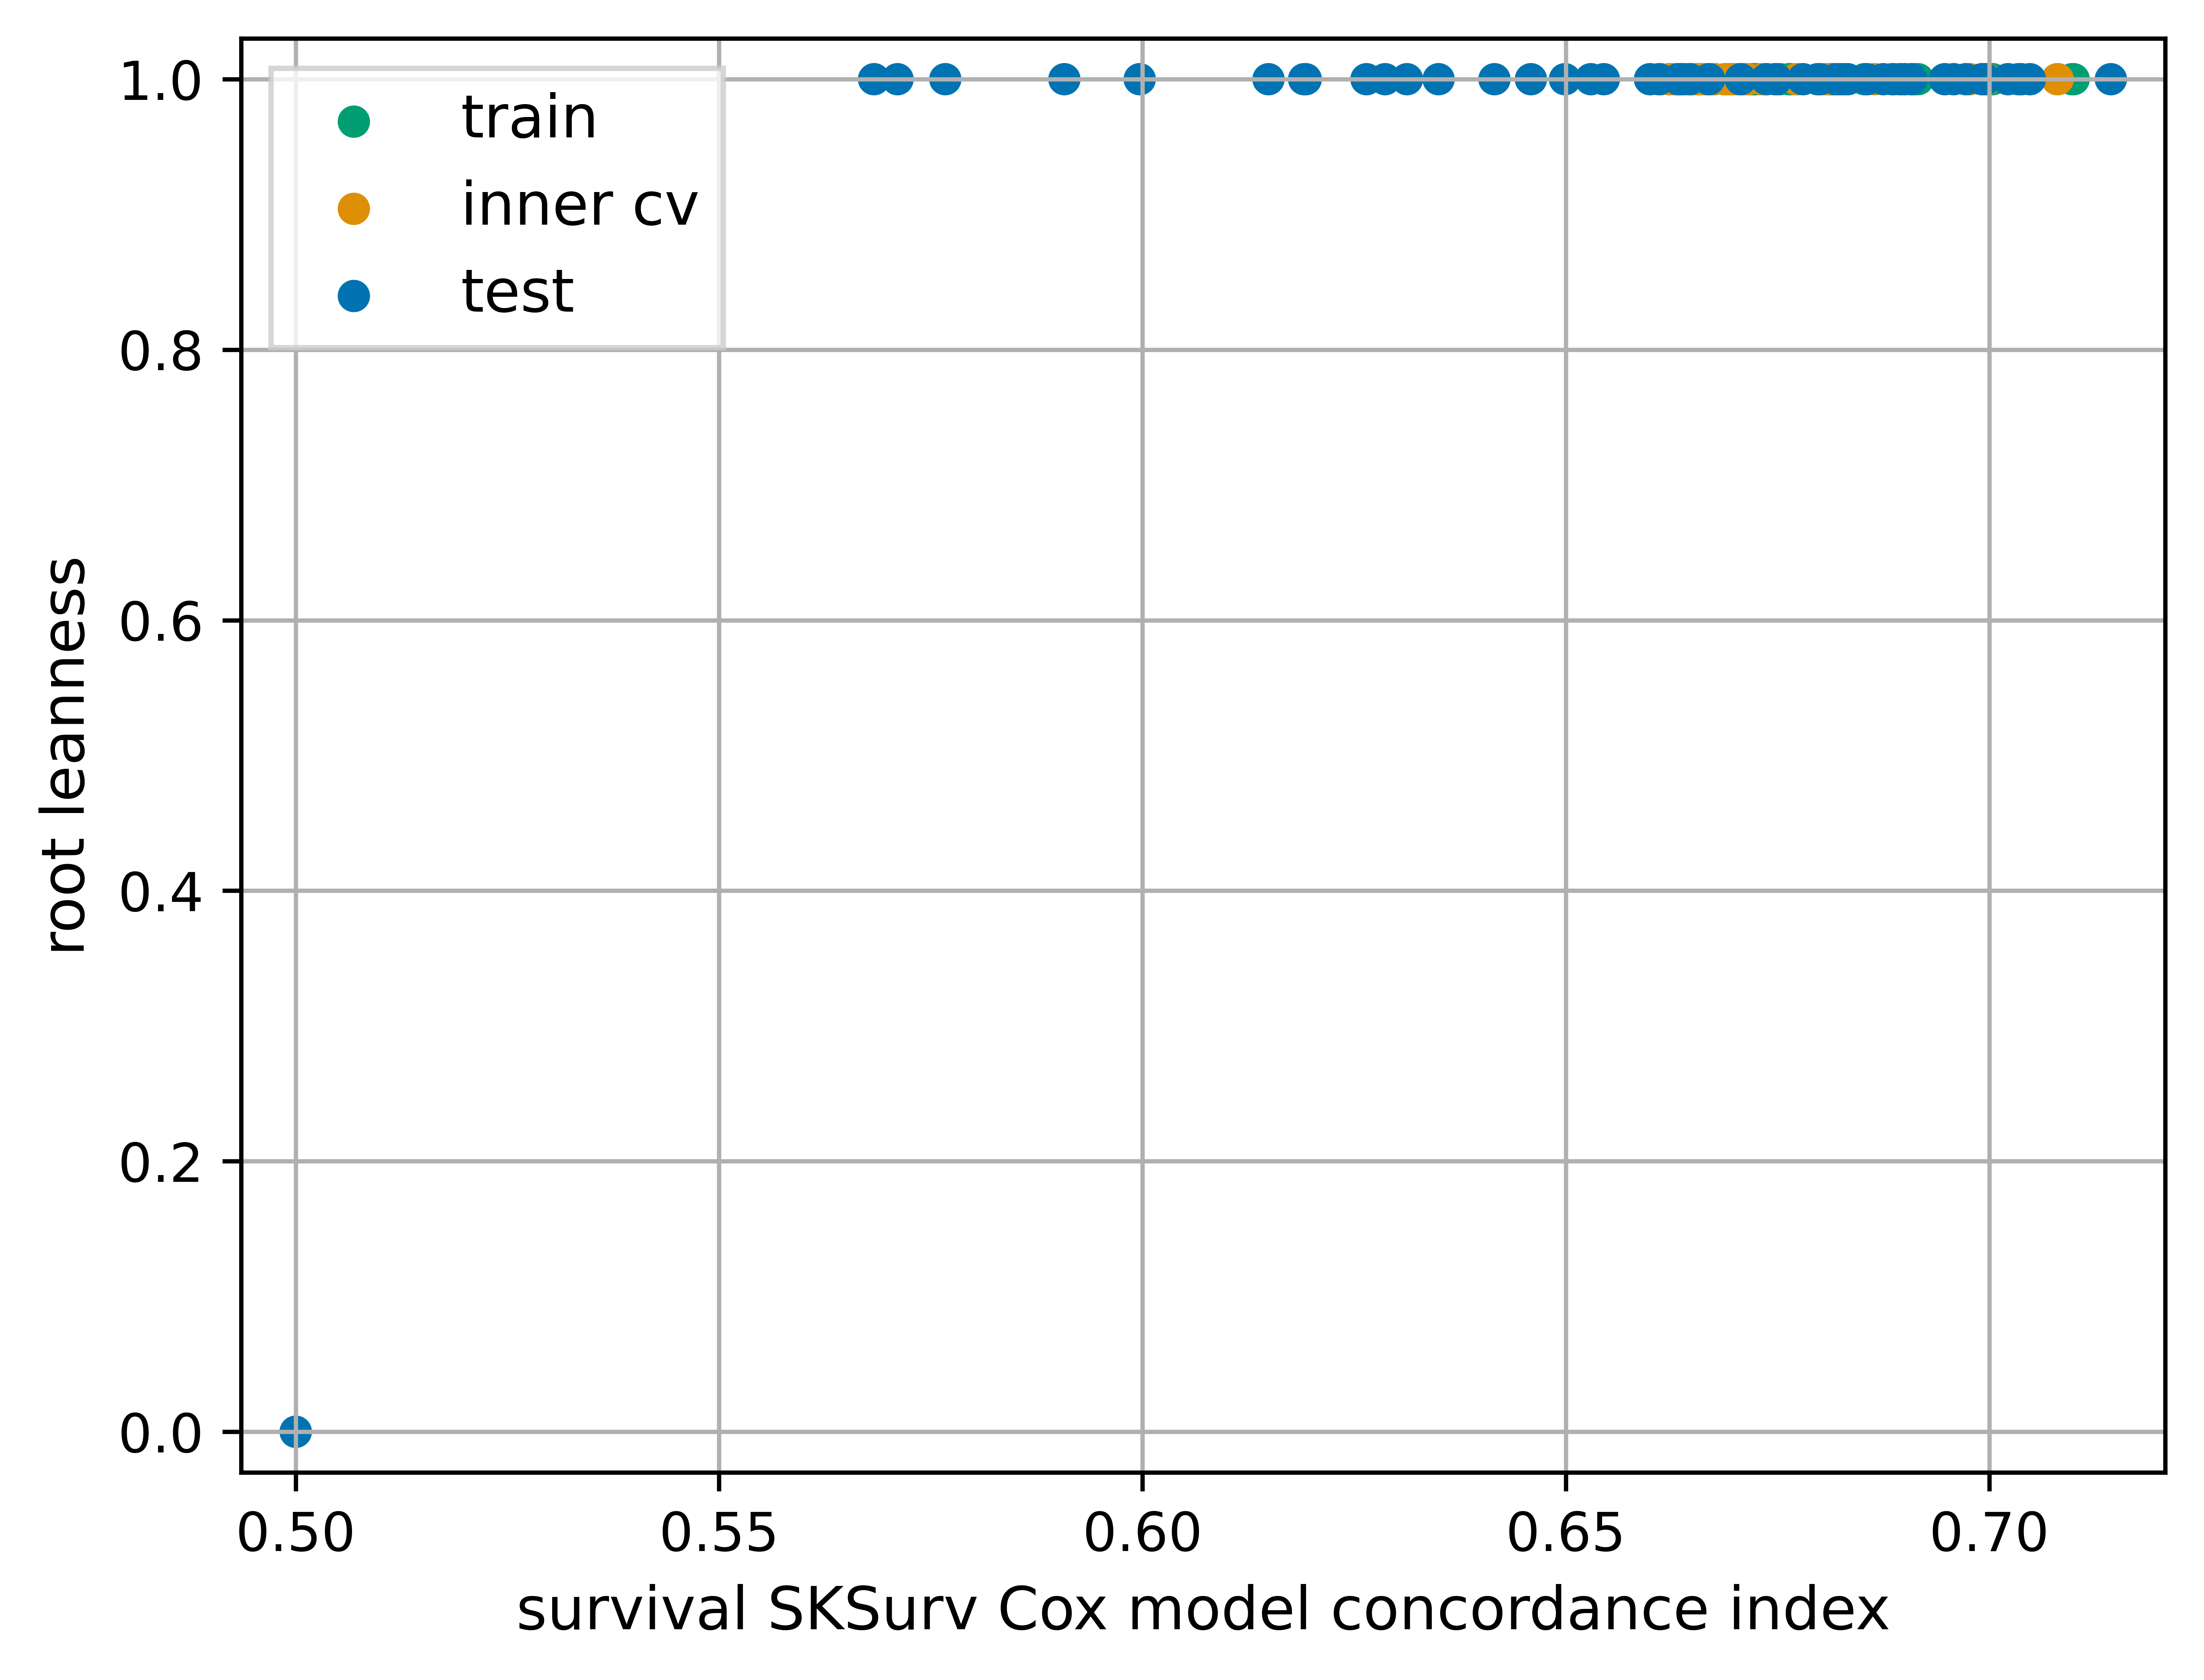 1.0
0.8
0.6
0.4
0.2
0.0
root leanness
train
inner cv
test
0.50 0.55 0.60 0.65 0.70
survival SKSurv Cox model concordance index